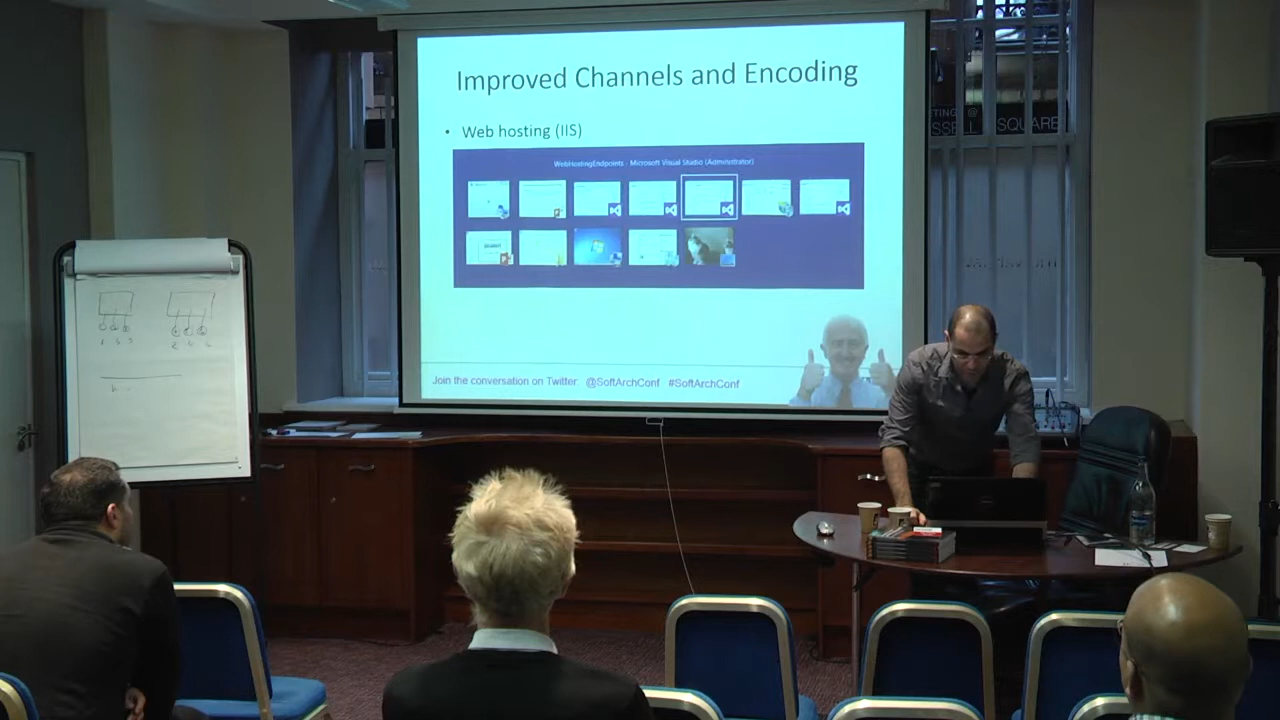 Improved Channels and Encoding
• Web hosting (IIS)
WebHostingEndpoints - Microsoft Visual Studio (Administrator)
Join the conversation on Twitter: @SoftArchConf #SoftArchConf
SQUARE